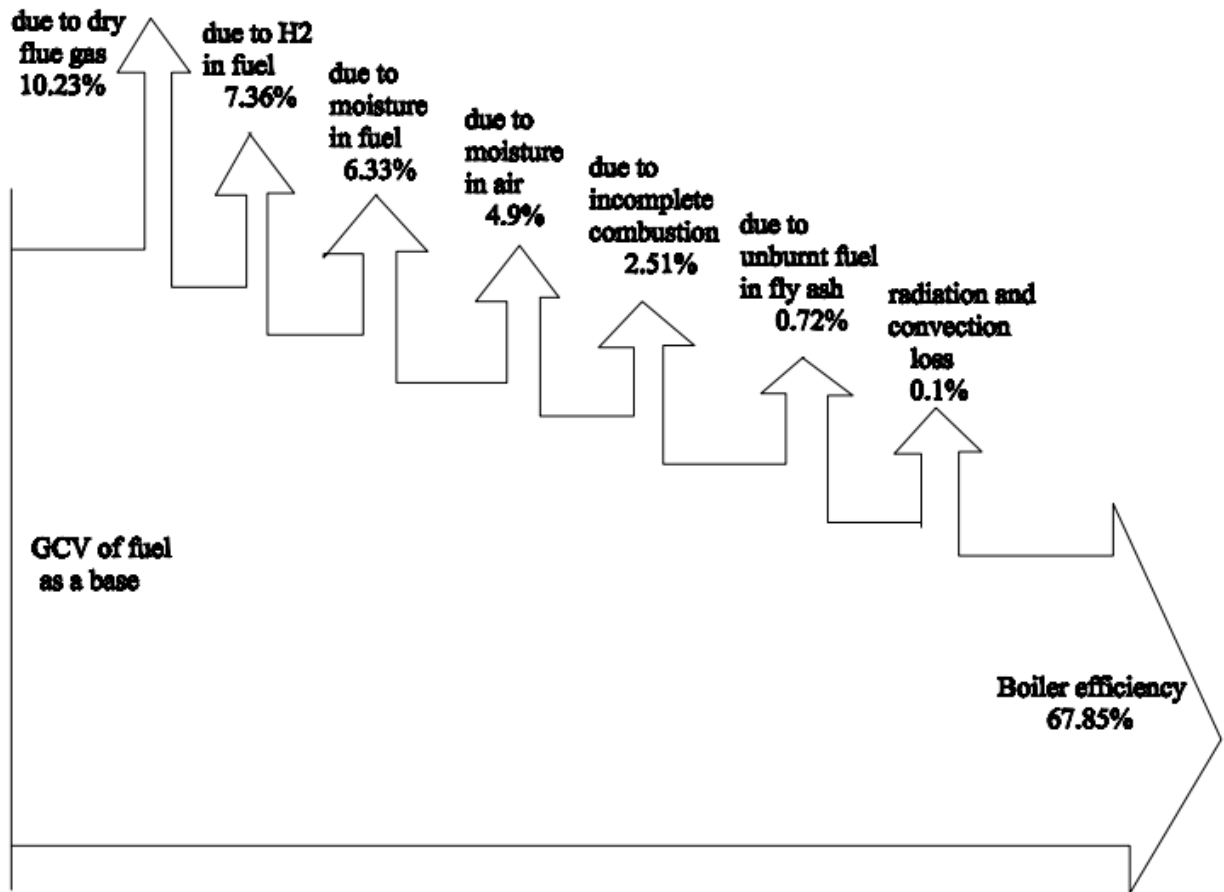 due to dry
flue gas
10.23%
due to H2
in fuel
7.36%
due to
moisture
in fuel
6.33%
due to
moisture
in air
4.9%
due to
incomplete
combustion
2.51%
due to
unburnt fuel
in fly ash
0.72%
radiation and
convection
loss
0.1%
GCV of fuel
as a base
Boiler efficiency
67.85%